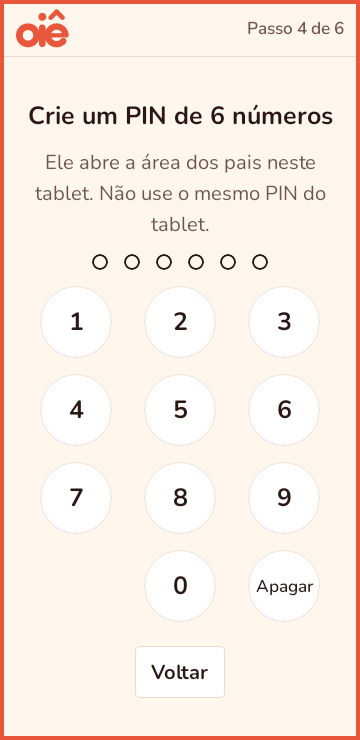 oiê
Passo 4 de 6
Crie um PIN de 6 números
Ele abre a área dos pais neste
tablet. Não use o mesmo PIN do
tablet.
1 2 3
4 5 6
7 8 9
0 Apagar
Voltar